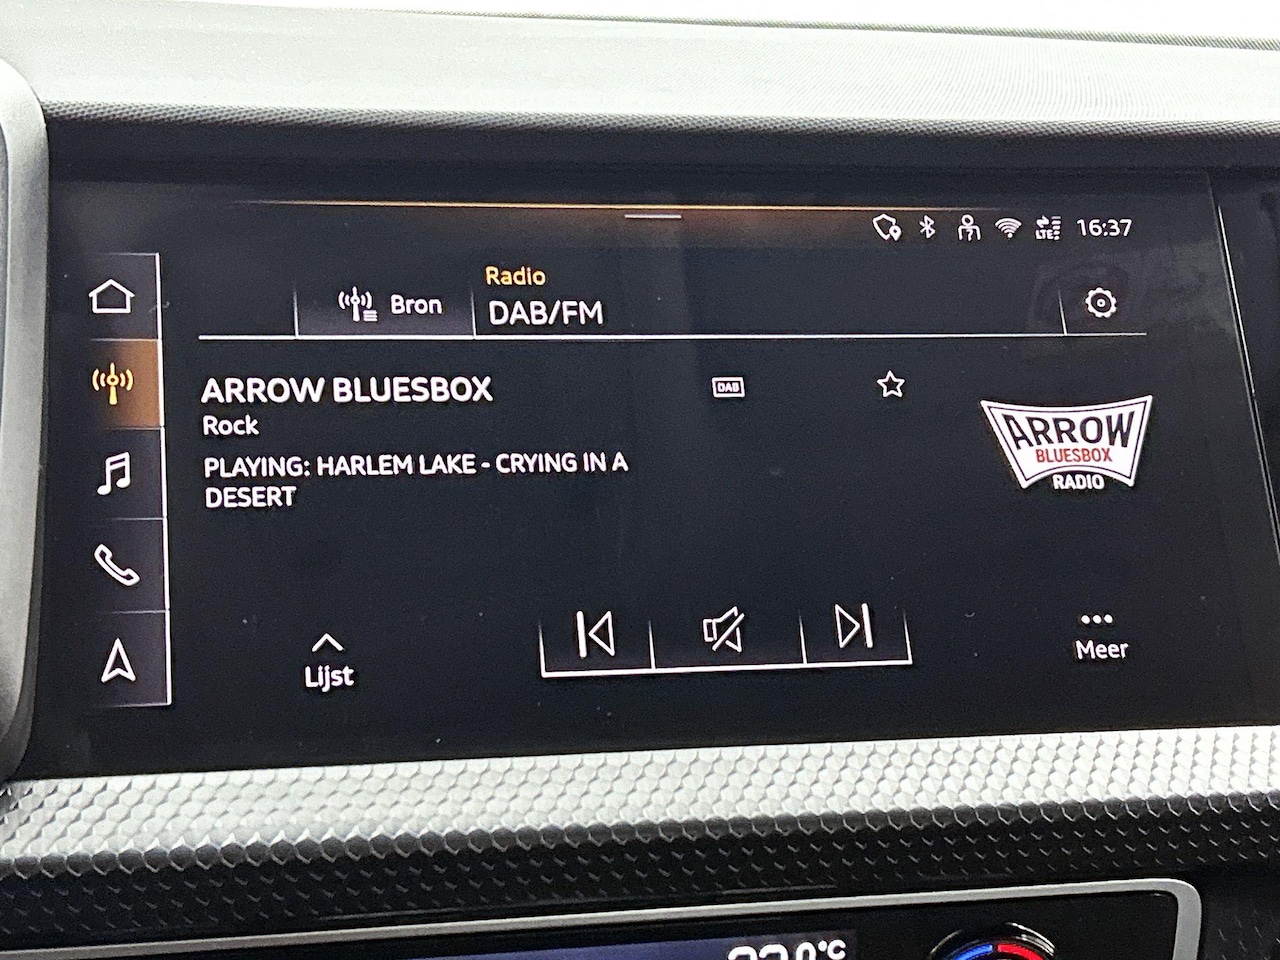 16:37
LTE
Radio
Bron
DAB/FM
ARROW BLUESBOX
DAB
Rock
PLAYING: HARLEM LAKE - CRYING IN A
DESERT
ARROW
BLUESBOX
RADIO
Lijst
Meer
°C